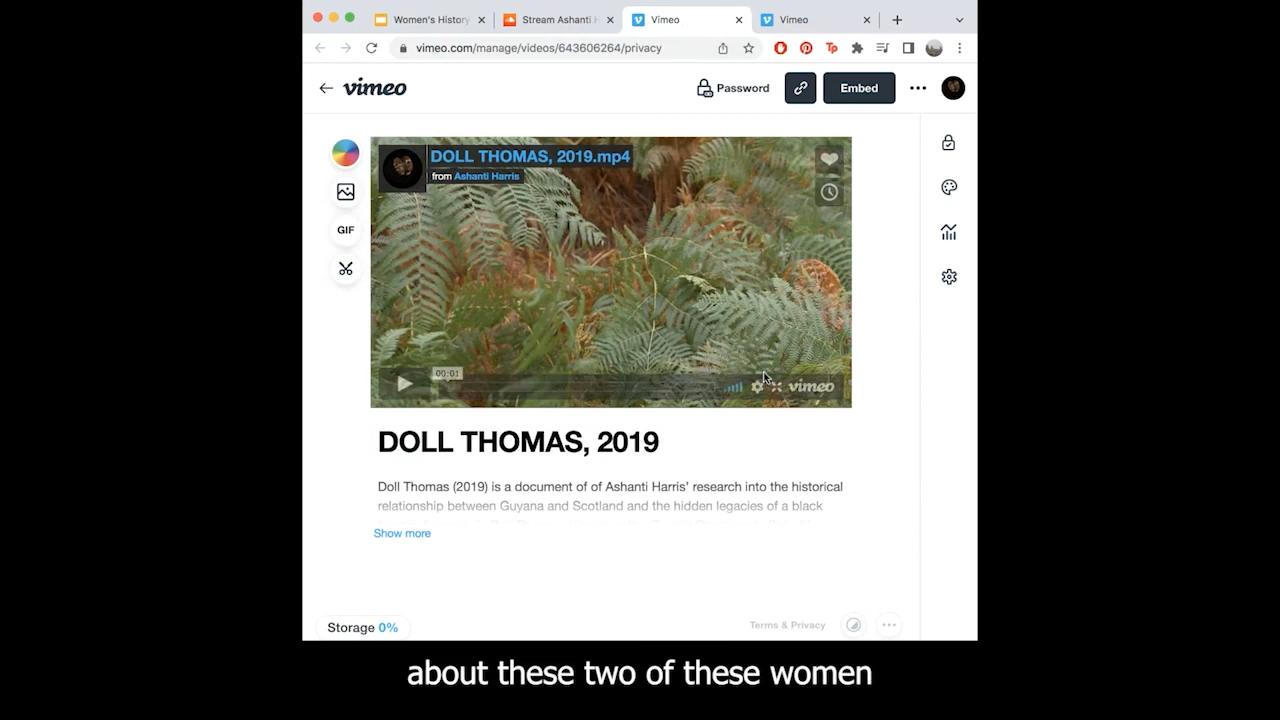 Women's History
Stream Ashanti H
Vimeo
Vimeo
vimeo.com/manage/videos/643606264/privacy
Tp
vimeo
Password
Embed
DOLL THOMAS, 2019.mp4
from Ashanti Harris
GIF
00:01
vimeo
DOLL THOMAS, 2019
Doll Thomas (2019) is a document of of Ashanti Harris’ research into the historical
relationship between Guyana and Scotland and the hidden legacies of a black
Show more
Storage 0%
Terms & Privacy
about these two of these women